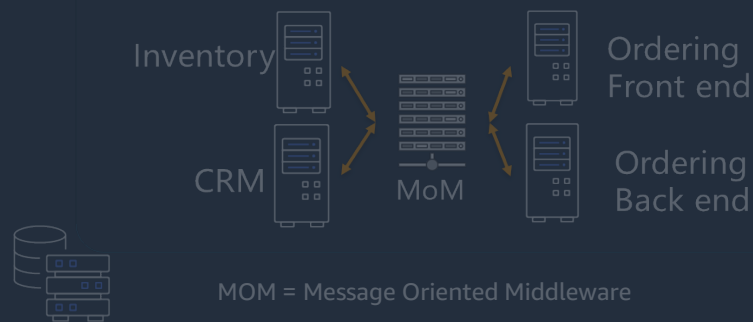 Inventory
Ordering
Front end
CRM
MoM
Ordering
Back end
MOM = Message Oriented Middleware